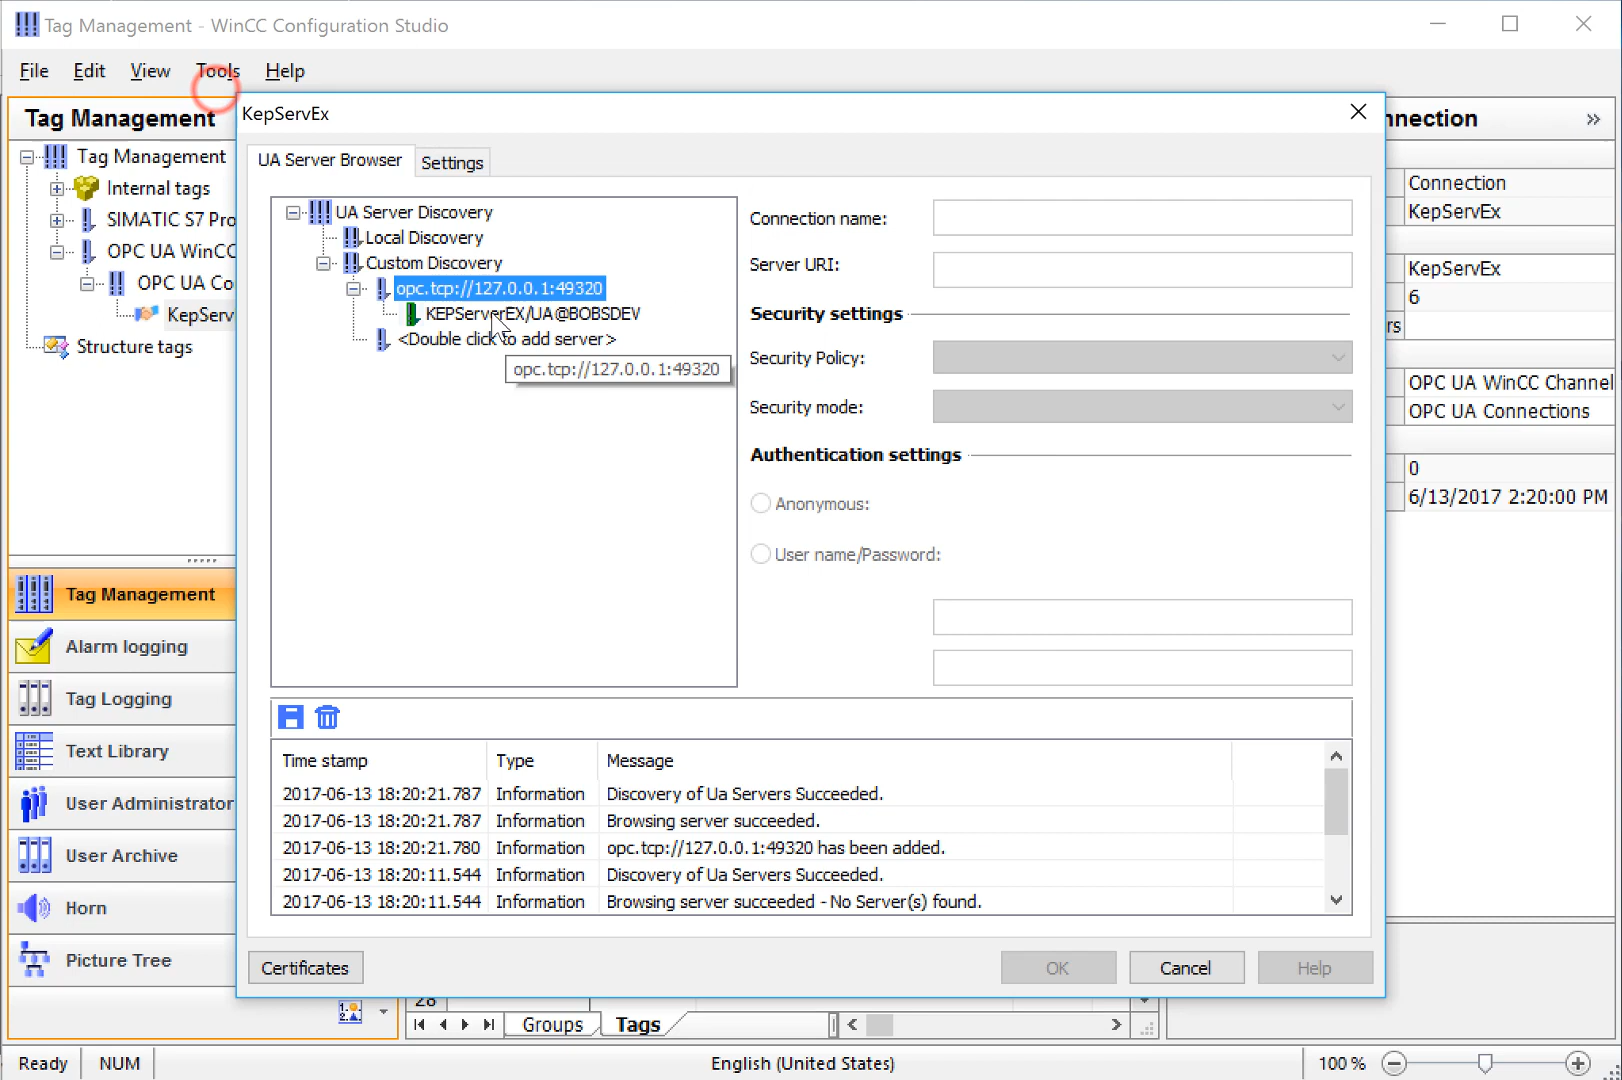 Tag Management - WinCC Configuration Studio
File Edit View Tools Help
Tag Management
Tag Management
Internal tags
SIMATIC S7 Pro
OPC UA WinCC
OPC UA Co
KepServ
Structure tags
Tag Management
Alarm logging
Tag Logging
Text Library
User Administrator
User Archive
Horn
Picture Tree
KepServEx
UA Server Browser Settings
UA Server Discovery
Local Discovery
Custom Discovery
opc.tcp://127.0.0.1:49320
KEPServerEX/UA@BOBSDEV
<Double click to add server>
opc.tcp://127.0.0.1:49320
Connection name:
Server URI:
Security settings
Security Policy:
Security mode:
Authentication settings
Anonymous:
User name/Password:
Time stamp Type Message
2017-06-13 18:20:21.787 Information Discovery of Ua Servers Succeeded.
2017-06-13 18:20:21.787 Information Browsing server succeeded.
2017-06-13 18:20:21.780 Information opc.tcp://127.0.0.1:49320 has been added.
2017-06-13 18:20:11.544 Information Discovery of Ua Servers Succeeded.
2017-06-13 18:20:11.544 Information Browsing server succeeded - No Server(s) found.
Certificates OK Cancel Help
nnection »
Connection
KepServEx
KepServEx
6
rs
OPC UA WinCC Channel
OPC UA Connections
0
6/13/2017 2:20:00 PM
28
Groups Tags
Ready NUM English (United States) 100 %